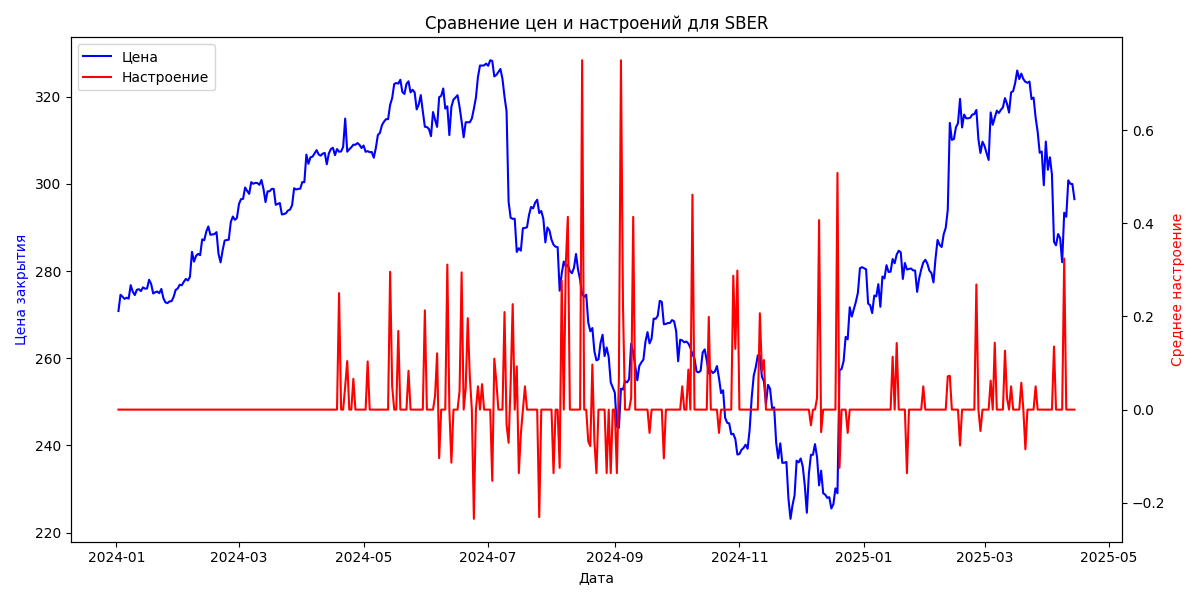 Сравнение цен и настроений для SBER
Цена
Настроение
Цена закрытия
320
300
280
260
240
220
0.6
0.4
0.2
0.0
−0.2
Среднее настроение
2024-01 2024-03 2024-05 2024-07 2024-09 2024-11 2025-01 2025-03 2025-05
Дата